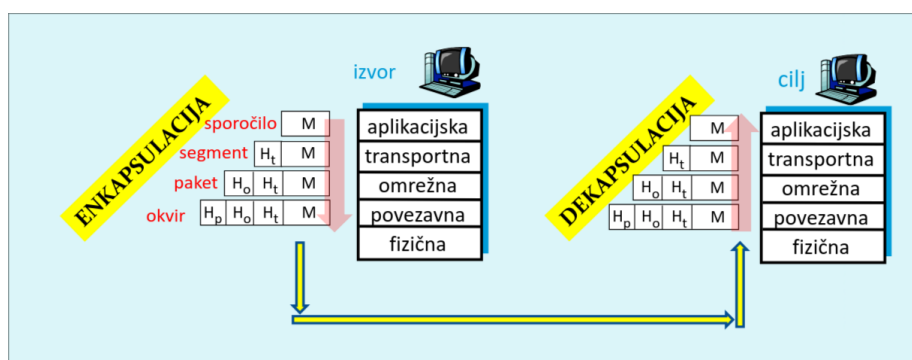 izvor
ENKAPSULACIJA
sporočilo M
segment Ht M
paket Ho Ht M
okvir Hp Ho Ht M
aplikacijska
transportna
omrežna
povezavna
fizična
cilj
DEKAPSULACIJA
M
Ht M
Ho Ht M
Hp Ho Ht M
aplikacijska
transportna
omrežna
povezavna
fizična